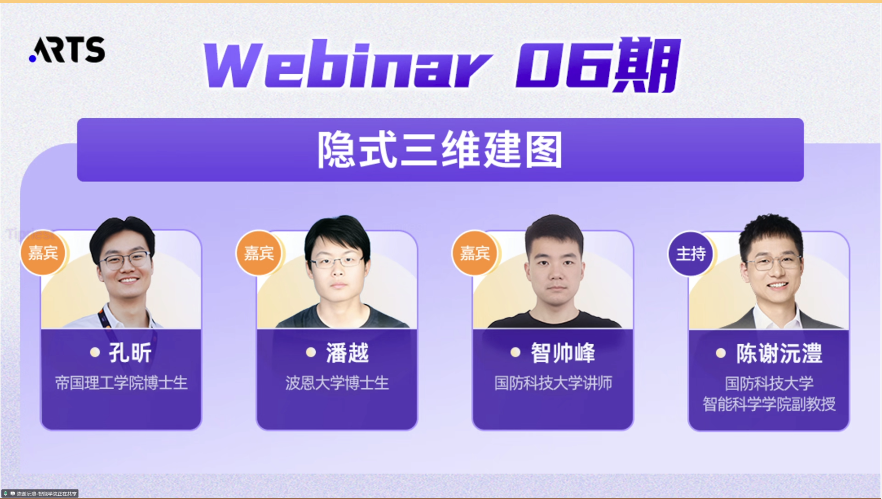 ARTS
Webinar 06期
隐式三维建图
嘉宾
嘉宾
嘉宾
主持
孔昕
帝国理工学院博士生
潘越
波恩大学博士生
智帅峰
国防科技大学讲师
陈谢沅澧
国防科技大学
智能科学学院副教授